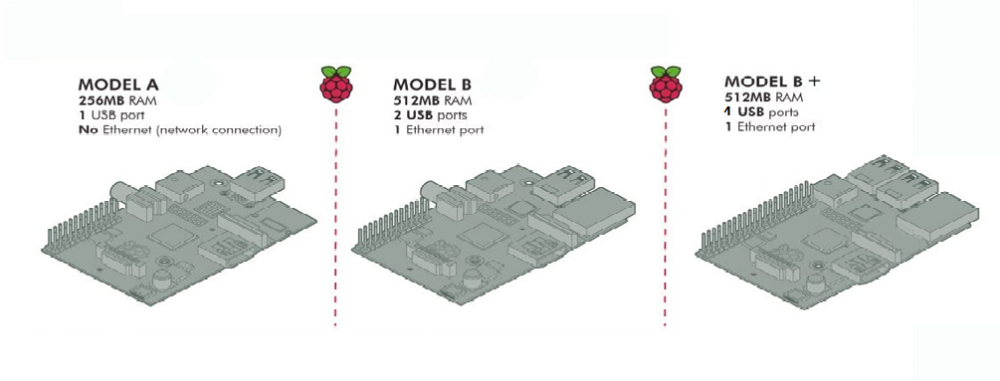 MODEL A
256MB RAM
1 USB port
No Ethernet (network connection)
MODEL B
512MB RAM
2 USB ports
1 Ethernet port
MODEL B +
512MB RAM
4 USB ports
1 Ethernet port